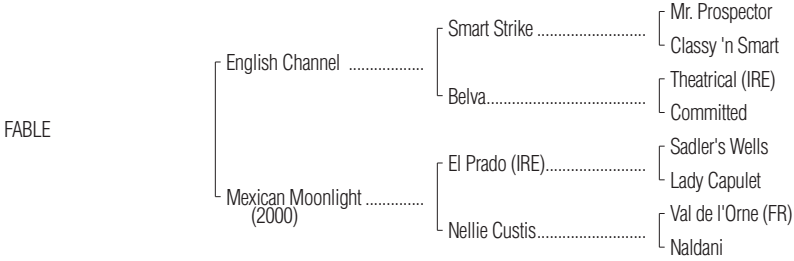 Mr. Prospector
Smart Strike ..........................
Classy 'n Smart
English Channel ..................
Theatrical (IRE)
Belva......................................
Committed
FABLE
Sadler's Wells
El Prado (IRE)........................
Lady Capulet
Mexican Moonlight ..............
(2000)
Val de l'Orne (FR)
Nellie Custis..........................
Naldani